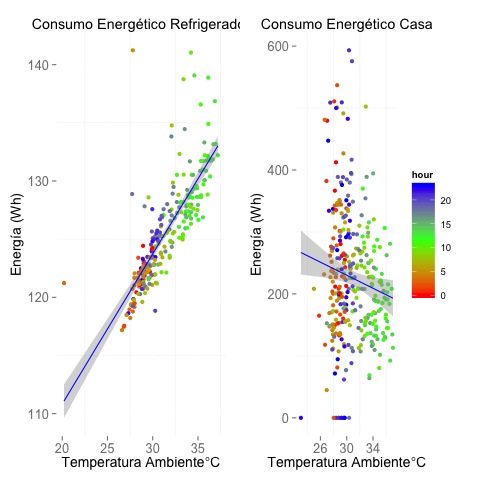 Consumo Energético Refrigerado
Consumo Energético Casa
140
130
120
110
Energía (Wh)
20
25
30
35
Temperatura Ambiente°C
600
400
200
0
Energía (Wh)
26
30
34
Temperatura Ambiente°C
hour
20
15
10
5
0